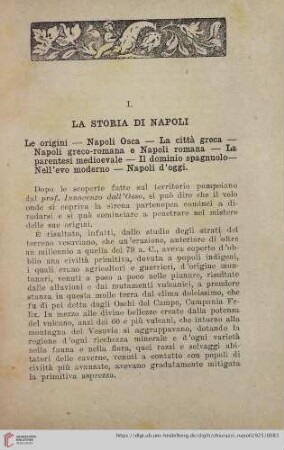 I.
LA STORIA DI NAPOLI
Le origini — Napoli Osca — La città greca —
Napoli greco-romana e Napoli romana — La
parentesi medioevale — Il dominio spagnuolo—
Nell'evo moderno — Napoli d'oggi.
Dopo le scoperte fatte sul territorio pompeiano
dal prof. Innocenzo dall'Osso, si può dire che il velo
onde si copriva la sirena partenopea cominci a di-
radarsi e si può cominciare a penetrare nel mistero
delle sue origini.
È risultato, infatti, dallo studio degli strati del
terreno vesuviano, che un'eruzione, anteriore di oltre
un millennio a quella del 79 a. C., aveva coperto d'o-
blio una civiltà primitiva, dovuta a popoli indigeni,
i quali erano agricoltori e guerrieri, d'origine mon-
tanari, venuti a poco a poco nelle pianure, risultate
dalle alluvioni e dai mutamenti vulcanici, a prendere
stanza in questa molle terra dal clima dolcissimo, che
fu di poi detta dagli Oschi del Campo, Campania Fe-
lix. In mezzo alle divine bellezze create dalla potenza
del vulcano, anzi dei 60 e più vulcani, che intorno alla
montagna del Vesuvio si aggruppavano, dotando la
regione d'ogni ricchezza minerale e d'ogni varietà
nella fauna e nella flora, quei rozzi e selvaggi abi-
tatori delle caverne, venuti a contatto con popoli di
civiltà più avanzate, avevano gradatamente mitigata
la primitiva asprezza.